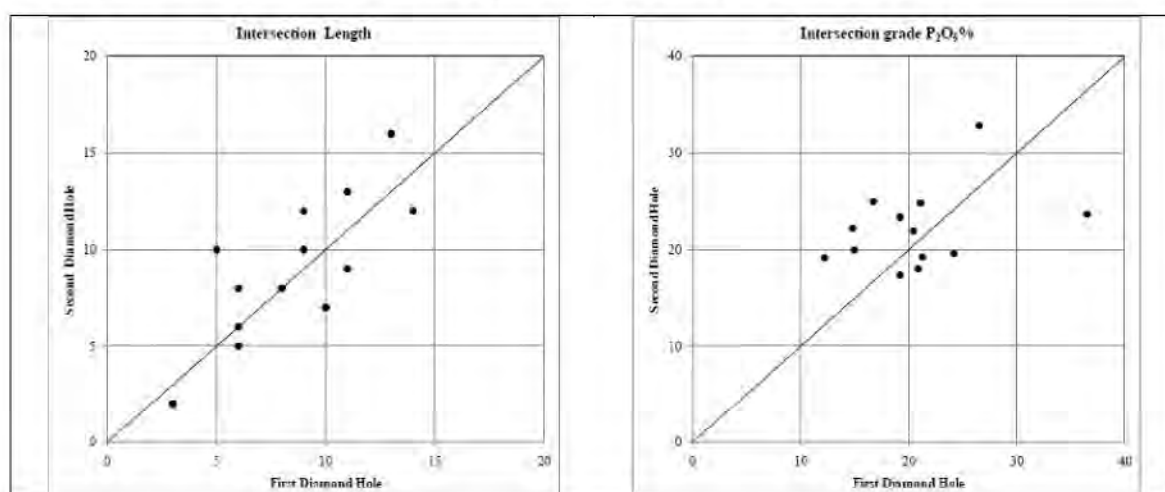 Intersection Length
20
15
10
5
0
Second Diamond Hole
0 5 10 15 20
First Diamond Hole
Intersection grade P₂O₅%
40
30
20
10
0
Second Diamond Hole
0 10 20 30 40
First Diamond Hole